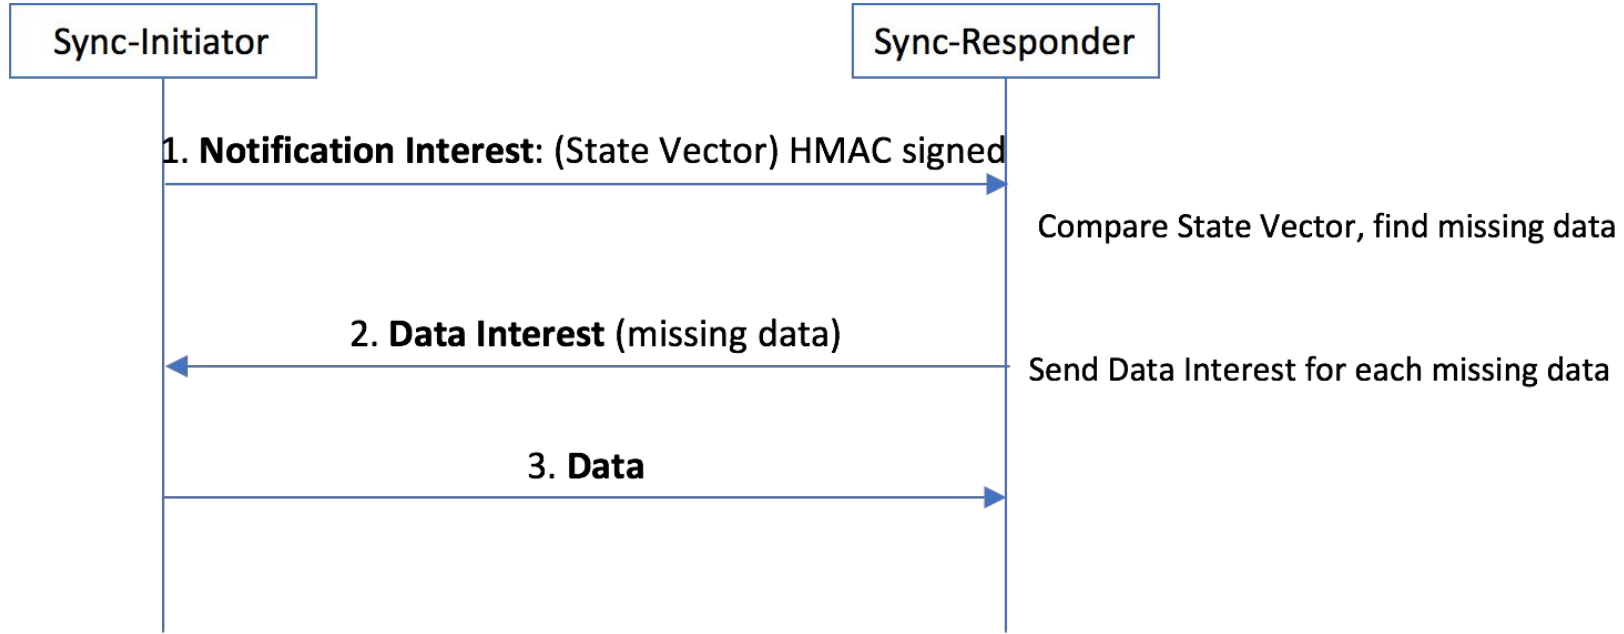 Sync-Initiator
Sync-Responder
1. Notification Interest: (State Vector) HMAC signed
Compare State Vector, find missing data
2. Data Interest (missing data)
Send Data Interest for each missing data
3. Data